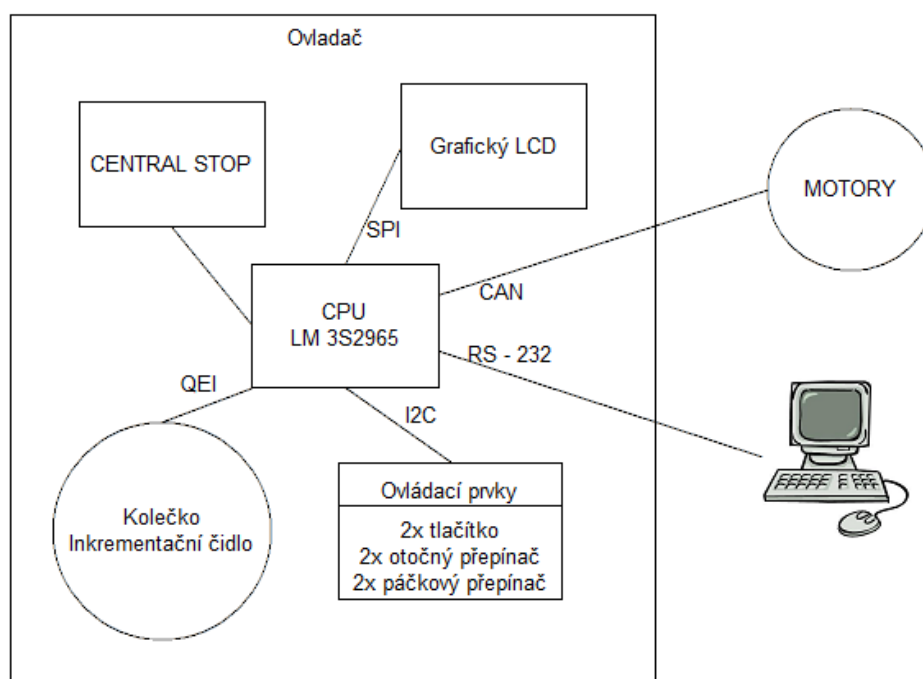 Ovladač
CENTRAL STOP
Grafický LCD
MOTORY
SPI
CPU
LM 3S2965
CAN
RS - 232
QEI
I2C
Kolečko
Inkrementační čidlo
Ovládací prvky
2x tlačítko
2x otočný přepínač
2x páčkový přepínač